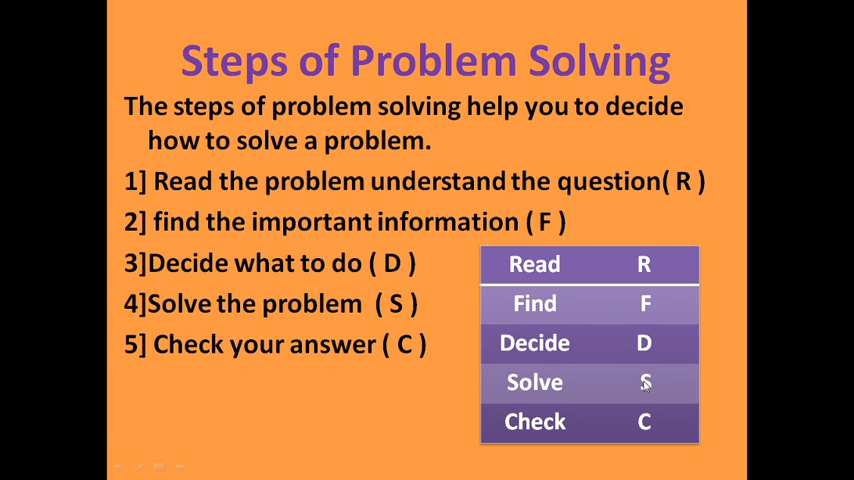 Steps of Problem Solving
The steps of problem solving help you to decide
how to solve a problem.
1] Read the problem understand the question( R )
2] find the important information ( F )
3]Decide what to do ( D )
4]Solve the problem ( S )
5] Check your answer ( C )
Read R
Find F
Decide D
Solve S
Check C